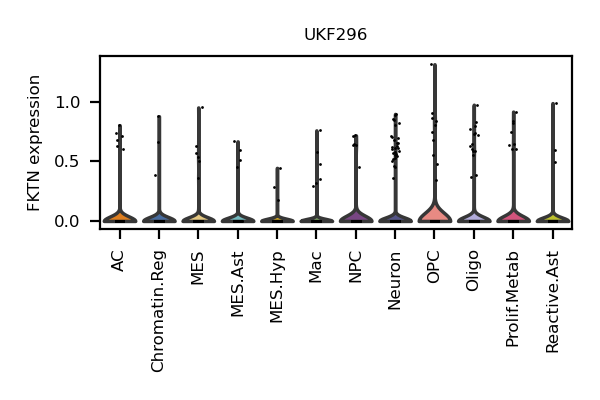 UKF296
FKTN expression
1.0
0.5
0.0
AC
Chromatin.Reg
MES
MES.Ast
MES.Hyp
Mac
NPC
Neuron
OPC
Oligo
Prolif.Metab
Reactive.Ast